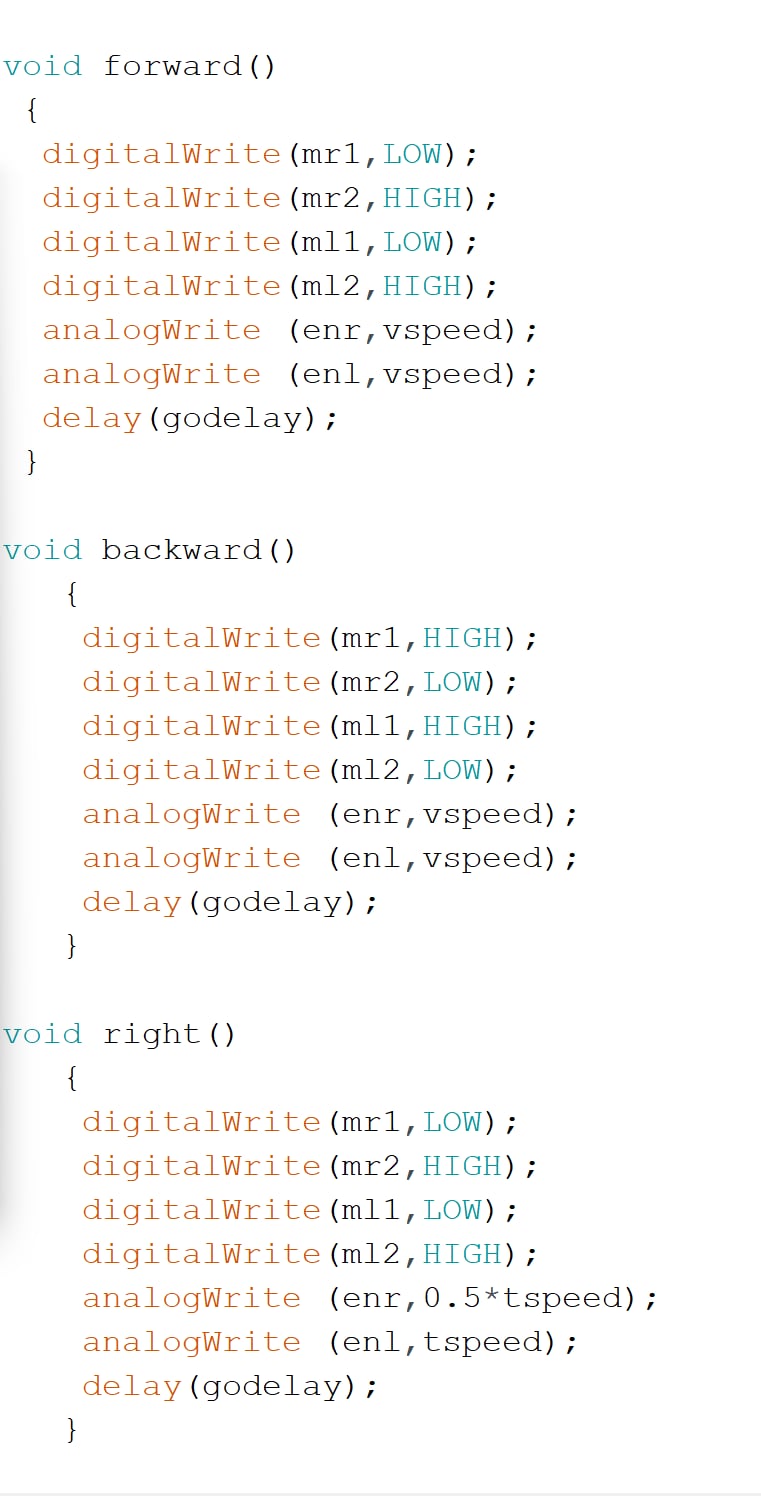 void forward()
{
digitalWrite(mr1,LOW);
digitalWrite(mr2,HIGH);
digitalWrite(ml1,LOW);
digitalWrite(ml2,HIGH);
analogWrite (enr,vspeed);
analogWrite (enl,vspeed);
delay(godelay);
}
void backward()
{
digitalWrite(mr1,HIGH);
digitalWrite(mr2,LOW);
digitalWrite(ml1,HIGH);
digitalWrite(ml2,LOW);
analogWrite (enr,vspeed);
analogWrite (enl,vspeed);
delay(godelay);
}
void right()
{
digitalWrite(mr1,LOW);
digitalWrite(mr2,HIGH);
digitalWrite(ml1,LOW);
digitalWrite(ml2,HIGH);
analogWrite (enr,0.5*tspeed);
analogWrite (enl,tspeed);
delay(godelay);
}